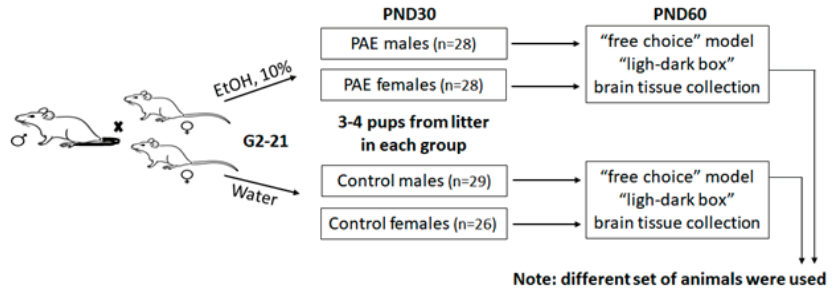 PND30
PND60
PAE males (n=28)
PAE females (n=28)
"free choice" model
"ligh-dark box"
brain tissue collection
EtOH, 10%
♂
x
♀
♀
G2-21
3-4 pups from litter
in each group
Water
Control males (n=29)
Control females (n=26)
"free choice" model
"ligh-dark box"
brain tissue collection
Note: different set of animals were used